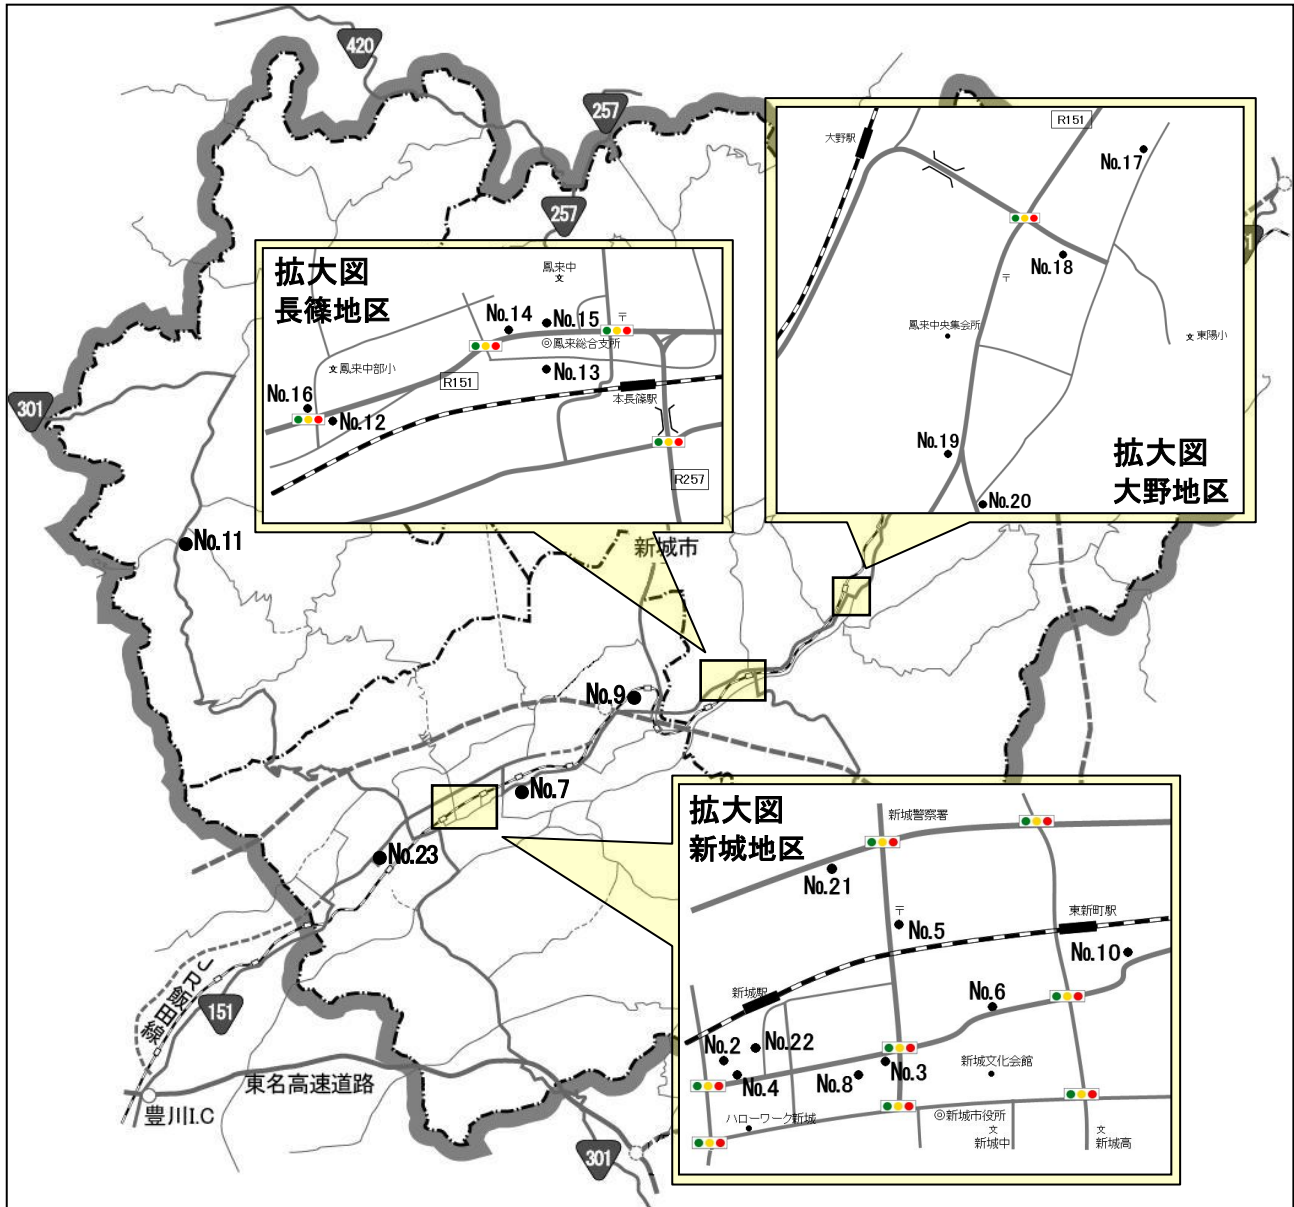 420
257
257
301
拡大図
長篠地区
鳳来中
文
No.14
No.15
〒
◎鳳来総合支所
文鳳来中部小
R151
No.13
本長篠駅
No.16
No.12
R257
R151
大野駅
No.17
No.18
〒
鳳来中央集会所
文 東陽小
No.19
拡大図
大野地区
No.20
No.11
新城市
No.9
No.7
No.23
拡大図
新城地区
新城警察署
No.21
〒
No.5
東新町駅
No.10
新城駅
No.6
No.2
No.22
No.4
No.8
No.3
新城文化会館
ハローワーク新城
◎新城市役所
文
新城中
文
新城高
JR飯田線
151
東名高速道路
豊川I.C
301